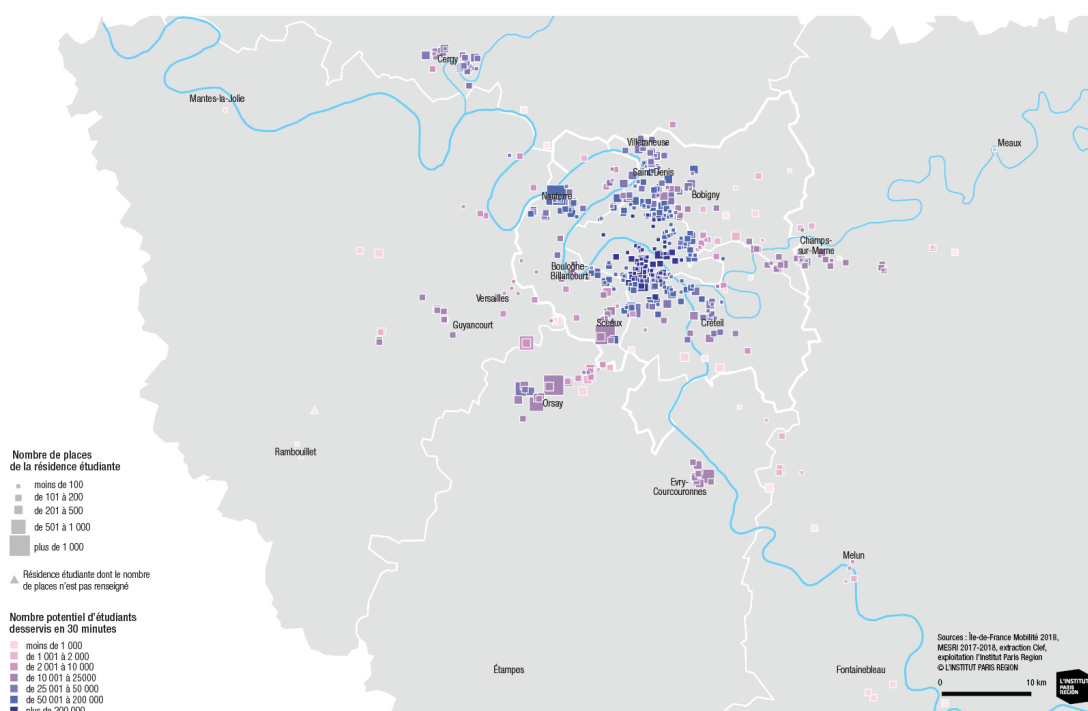 Cergy
Mantes-la-Jolie
Villetaneuse
Meaux
Saint-Denis
Nanterre
Bobigny
Champs-
sur-Marne
Boulogne-
Billancourt
Versailles
Guyancourt
Sceaux
Créteil
Orsay
Rambouillet
Evry-
Courcouronnes
Melun
Étampes
Fontainebleau
Nombre de places
de la résidence étudiante
moins de 100
de 101 à 200
de 201 à 500
de 501 à 1 000
plus de 1 000
Résidence étudiante dont le nombre
de places n'est pas renseigné
Nombre potentiel d'étudiants
desservis en 30 minutes
moins de 1 000
de 1 001 à 2 000
de 2 001 à 10 000
de 10 001 à 25000
de 25 001 à 50 000
de 50 001 à 200 000
plus de 200 000
Sources : Île-de-France Mobilité 2018,
MESRI 2017-2018, extraction Clef,
exploitation l'Institut Paris Region
© L'INSTITUT PARIS REGION
0 10 km
L'INSTITUT
PARIS
REGION